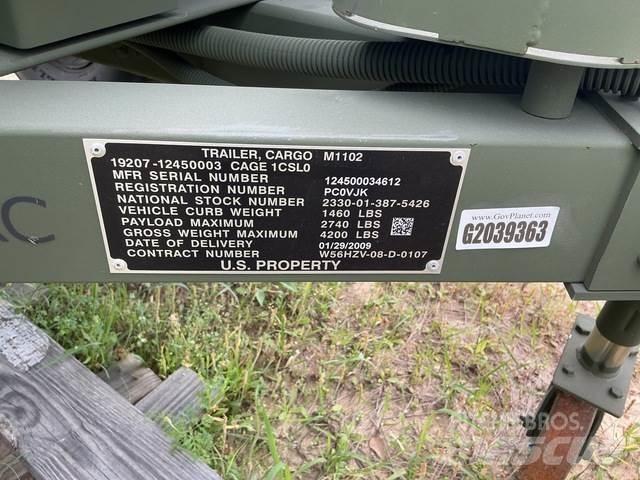 TRAILER, CARGO M1102
19207-12450003 CAGE 1CSL0
MFR SERIAL NUMBER 124500034612
REGISTRATION NUMBER PC0VJK
NATIONAL STOCK NUMBER 2330-01-387-5426
VEHICLE CURB WEIGHT 1460 LBS
PAYLOAD MAXIMUM 2740 LBS
GROSS WEIGHT MAXIMUM 4200 LBS
DATE OF DELIVERY 01/29/2009
CONTRACT NUMBER W56HZV-08-D-0107
U.S. PROPERTY
www.GovPlanet.com
G2039363
AC
BROS.